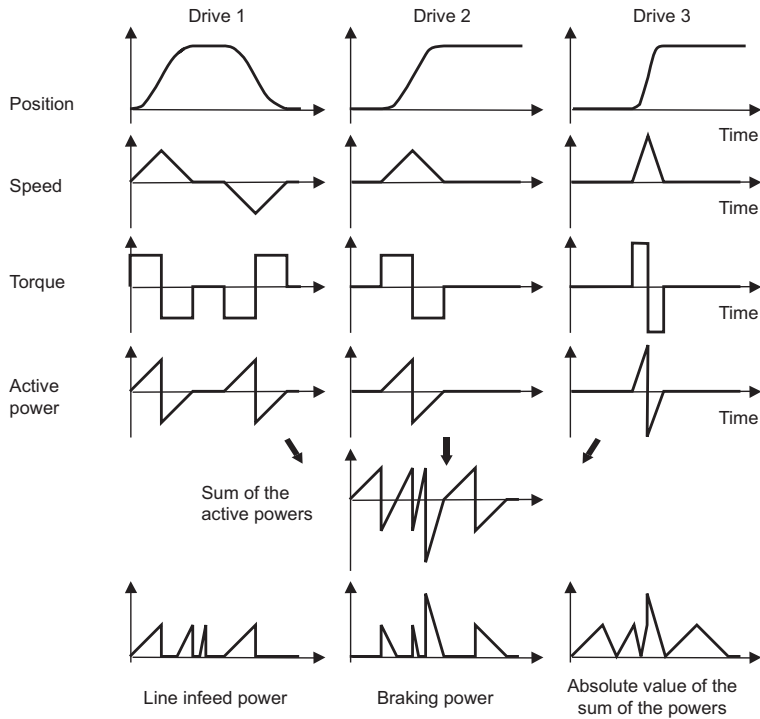 Drive 1
Drive 2
Drive 3
Position
Time
Speed
Time
Torque
Time
Active
power
Time
Sum of the
active powers
Line infeed power
Braking power
Absolute value of the
sum of the powers